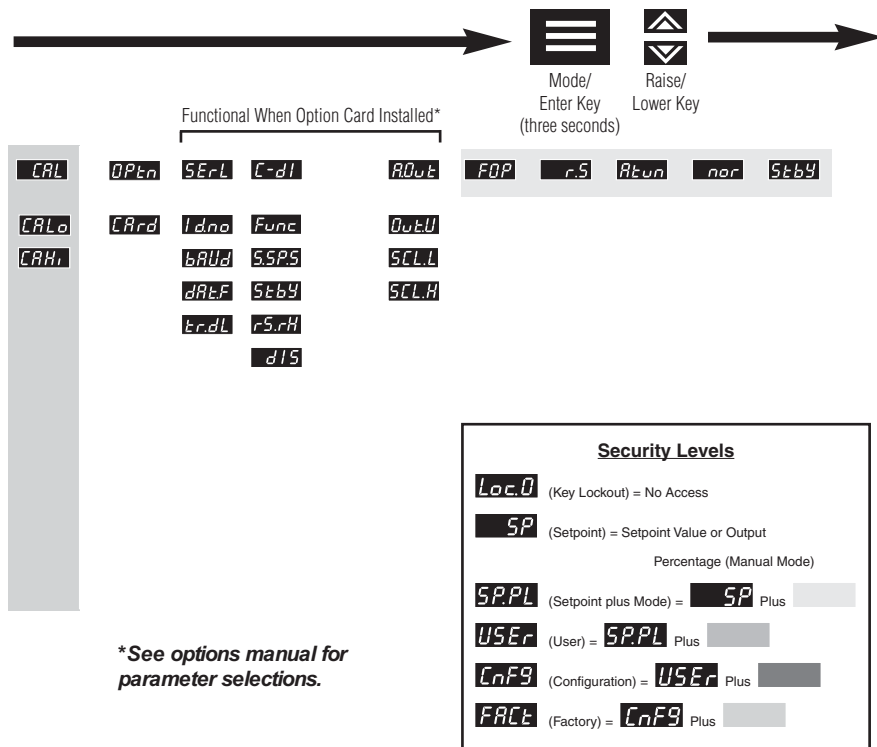 Mode/
Enter Key
(three seconds)
Raise/
Lower Key
Functional When Option Card Installed*
CAL OPtn SErL C-dI A.Out FOP r.S Atun nor Stby
CALo CArd Id.no Func Out.U
CAHi bAUd S.SP.S SCL.L
dAt.F Stby SCL.H
tr.dL rS.rH
dIS
Security Levels
Loc.0 (Key Lockout) = No Access
SP (Setpoint) = Setpoint Value or Output
Percentage (Manual Mode)
SP.PL (Setpoint plus Mode) = SP Plus
USEr (User) = SP.PL Plus
CnF9 (Configuration) = USEr Plus
FACt (Factory) = CnF9 Plus
*See options manual for
parameter selections.